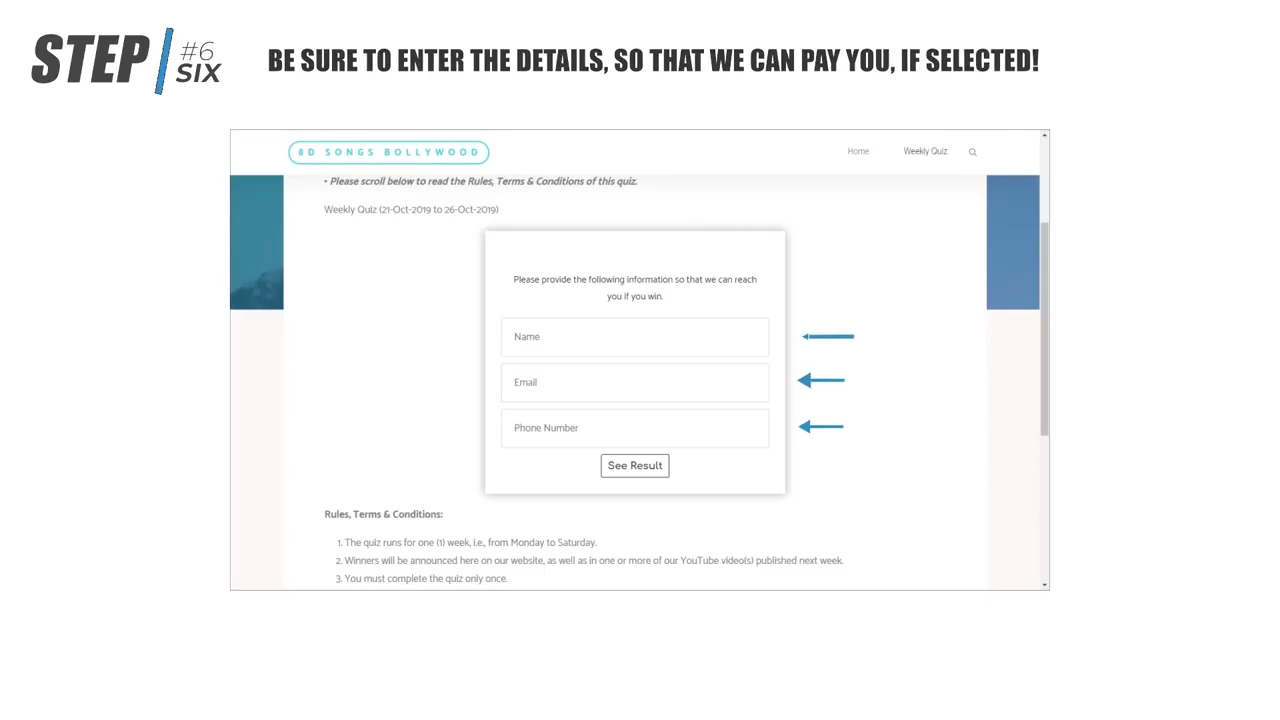 STEP #6 SIX
BE SURE TO ENTER THE DETAILS, SO THAT WE CAN PAY YOU, IF SELECTED!
8D SONGS BOLLYWOOD
Home Weekly Quiz
• Please scroll below to read the Rules, Terms & Conditions of this quiz.
Weekly Quiz (21-Oct-2019 to 26-Oct-2019)
Please provide the following information so that we can reach
you if you win.
Name
Email
Phone Number
See Result
Rules, Terms & Conditions:
1. The quiz runs for one (1) week, i.e., from Monday to Saturday.
2. Winners will be announced here on our website, as well as in one or more of our YouTube video(s) published next week.
3. You must complete the quiz only once.